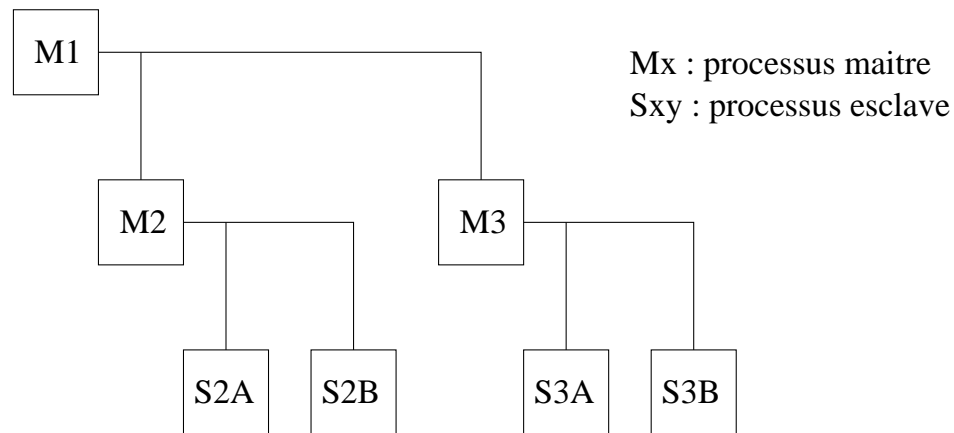 M1
Mx : processus maitre
Sxy : processus esclave
M2
M3
S2A
S2B
S3A
S3B